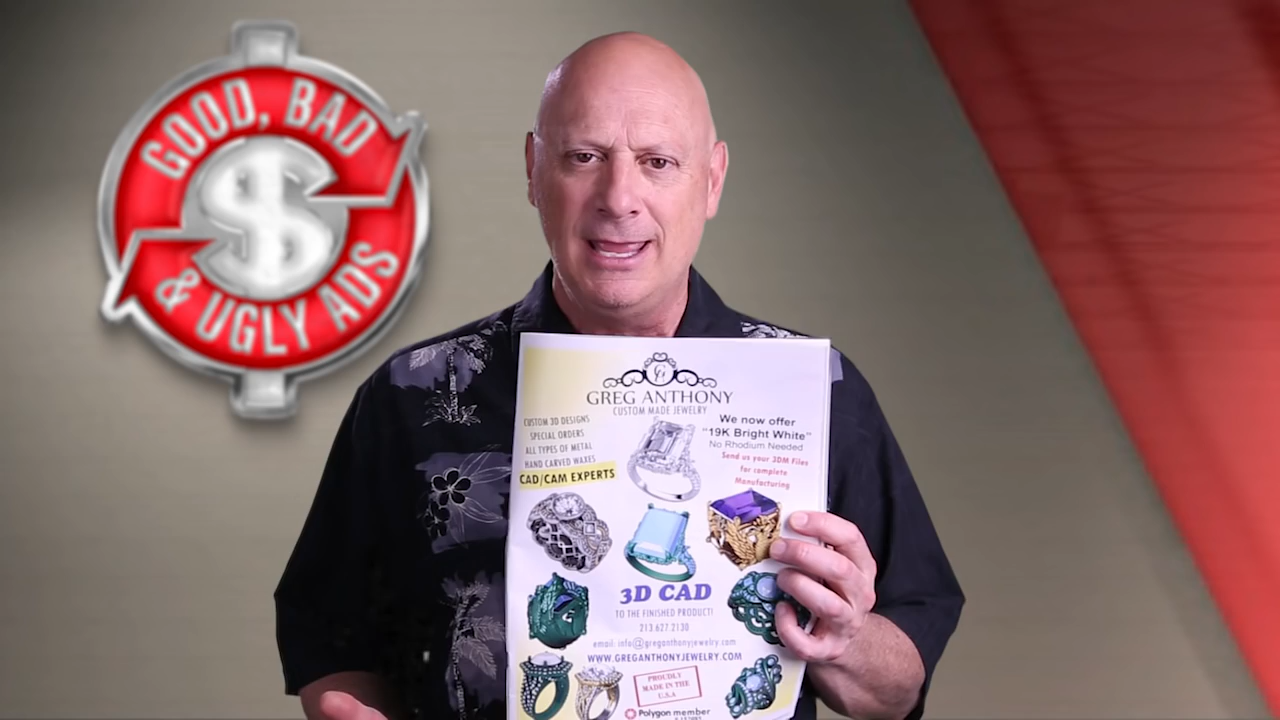 GOOD, BAD
& UGLY ADS
$
GREG ANTHONY
CUSTOM MADE JEWELRY
CUSTOM 3D DESIGNS
SPECIAL ORDERS
ALL TYPES OF METAL
HAND CARVED WAXES
CAD/CAM EXPERTS
We now offer
"19K Bright White"
No Rhodium Needed
Send us your 3DM Files
for complete
Manufacturing
3D CAD
TO THE FINISHED PRODUCT!
213.627.2130
email: info@greganthonyjewelry.com
WWW.GREGANTHONYJEWELRY.COM
PROUDLY
MADE IN THE
U.S.A
Polygon member